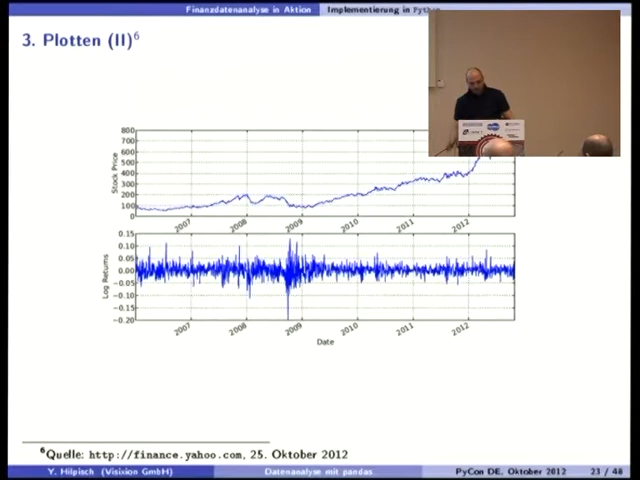 Finanzdatenanalyse in Aktion Implementierung in Python
3. Plotten (II)6
800
700
600
500
400
300
200
100
0
Stock Price
2007 2008 2009 2010 2011 2012
0.15
0.10
0.05
0.00
−0.05
−0.10
−0.15
−0.20
Log Returns
2007 2008 2009 2010 2011 2012
Date
6Quelle: http://finance.yahoo.com, 25. Oktober 2012
Y. Hilpisch (Visixion GmbH) Datenanalyse mit pandas PyCon DE, Oktober 2012 23 / 48